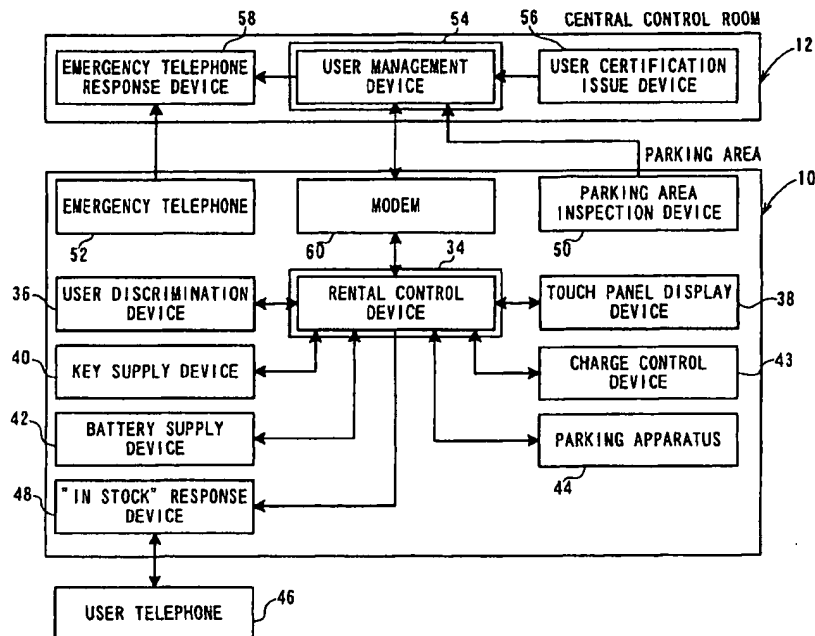 CENTRAL CONTROL ROOM
58
54
56
12
EMERGENCY TELEPHONE
RESPONSE DEVICE
USER MANAGEMENT
DEVICE
USER CERTIFICATION
ISSUE DEVICE
PARKING AREA
10
EMERGENCY TELEPHONE
52
MODEM
60
PARKING AREA
INSPECTION DEVICE
50
34
36
USER DISCRIMINATION
DEVICE
RENTAL CONTROL
DEVICE
TOUCH PANEL DISPLAY
DEVICE
38
40
KEY SUPPLY DEVICE
CHARGE CONTROL
DEVICE
43
42
BATTERY SUPPLY
DEVICE
PARKING APPARATUS
44
48
"IN STOCK" RESPONSE
DEVICE
USER TELEPHONE
46